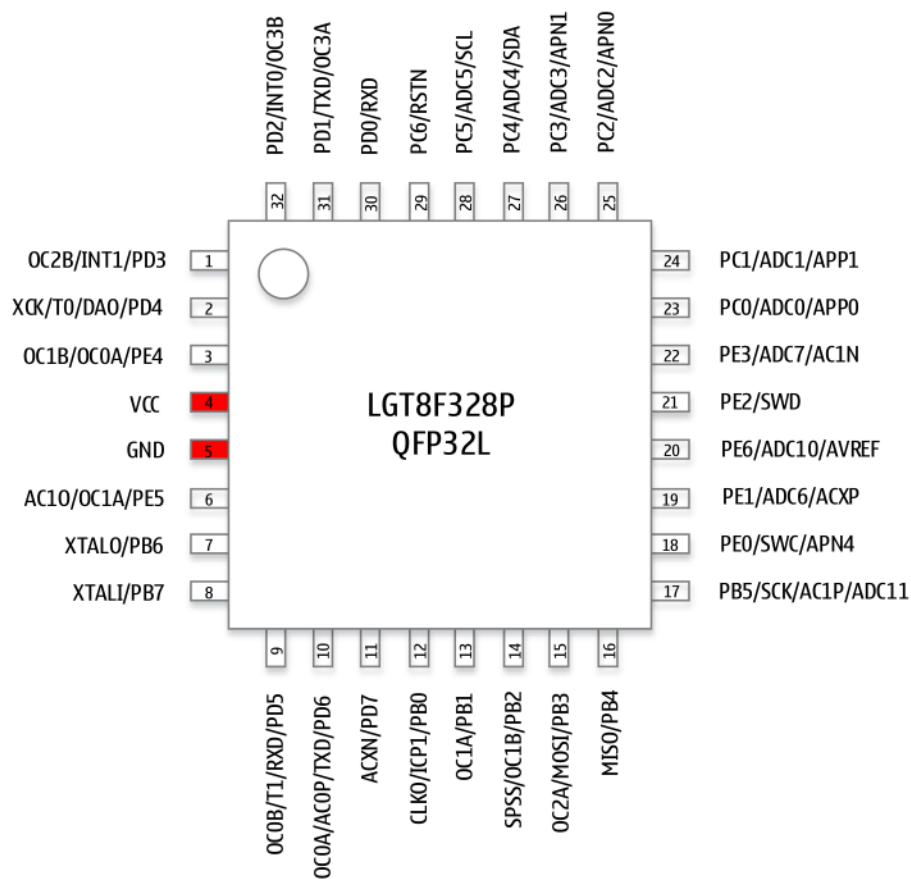 PD2/INT0/OC3B
PD1/TXD/OC3A
PD0/RXD
PC6/RSTN
PC5/ADC5/SCL
PC4/ADC4/SDA
PC3/ADC3/APN1
PC2/ADC2/APN0
32
31
30
29
28
27
26
25
OC2B/INT1/PD3 1
XCK/T0/DAO/PD4 2
OC1B/OC0A/PE4 3
VCC 4
GND 5
AC1O/OC1A/PE5 6
XTALO/PB6 7
XTALI/PB7 8
LGT8F328P
QFP32L
24 PC1/ADC1/APP1
23 PC0/ADC0/APP0
22 PE3/ADC7/AC1N
21 PE2/SWD
20 PE6/ADC10/AVREF
19 PE1/ADC6/ACXP
18 PE0/SWC/APN4
17 PB5/SCK/AC1P/ADC11
9
10
11
12
13
14
15
16
OC0B/T1/RXD/PD5
OC0A/AC0P/TXD/PD6
ACXN/PD7
CLKO/ICP1/PB0
OC1A/PB1
SPSS/OC1B/PB2
OC2A/MOSI/PB3
MISO/PB4